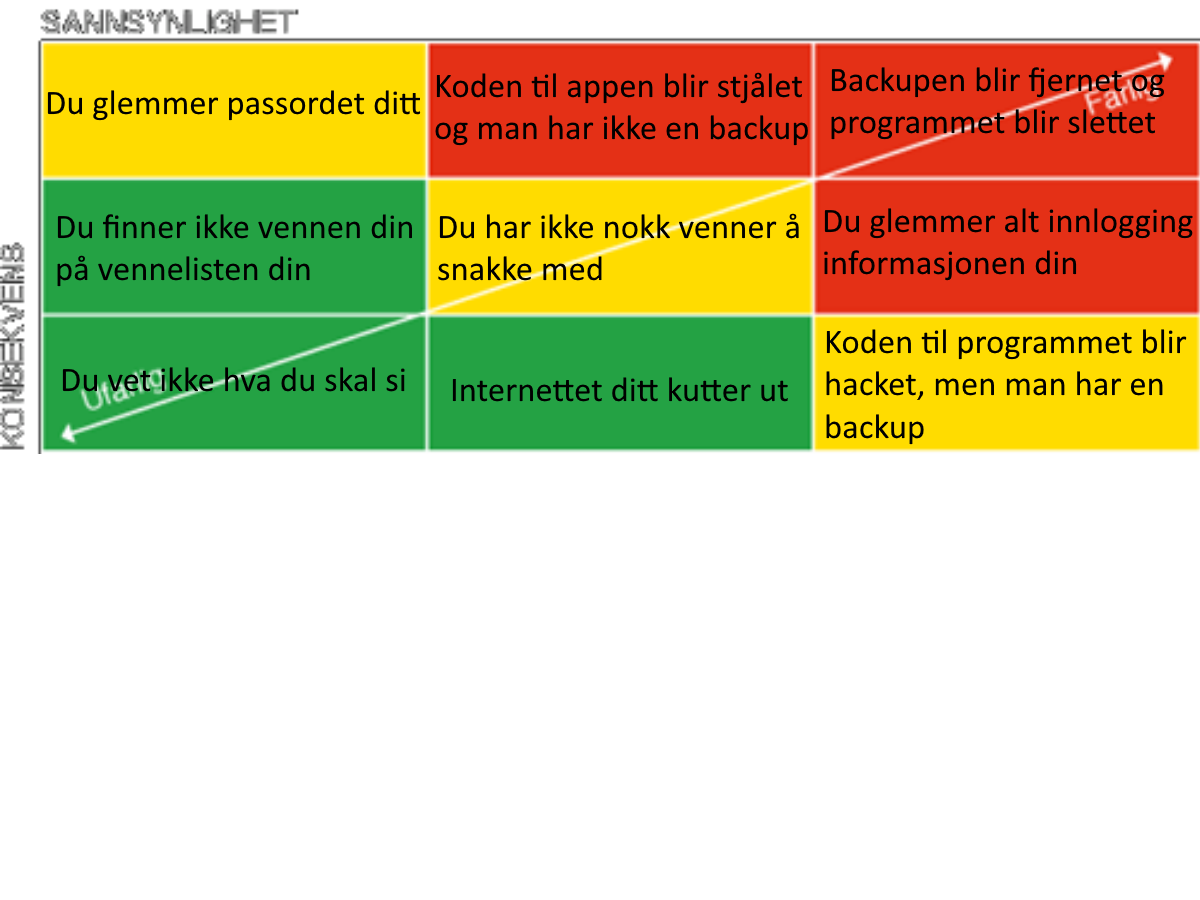 SANNSYNLIGHET
Du glemmer passordet ditt
Koden til appen blir stjålet
og man har ikke en backup
Backupen blir fjernet og
programmet blir slettet
Farlig
Du finner ikke vennen din
på vennelisten din
Du har ikke nokk venner å
snakke med
Du glemmer alt innlogging
informasjonen din
Du vet ikke hva du skal si
Ufarlig
Internettet ditt kutter ut
Koden til programmet blir
hacket, men man har en
backup
KONSEKVENS